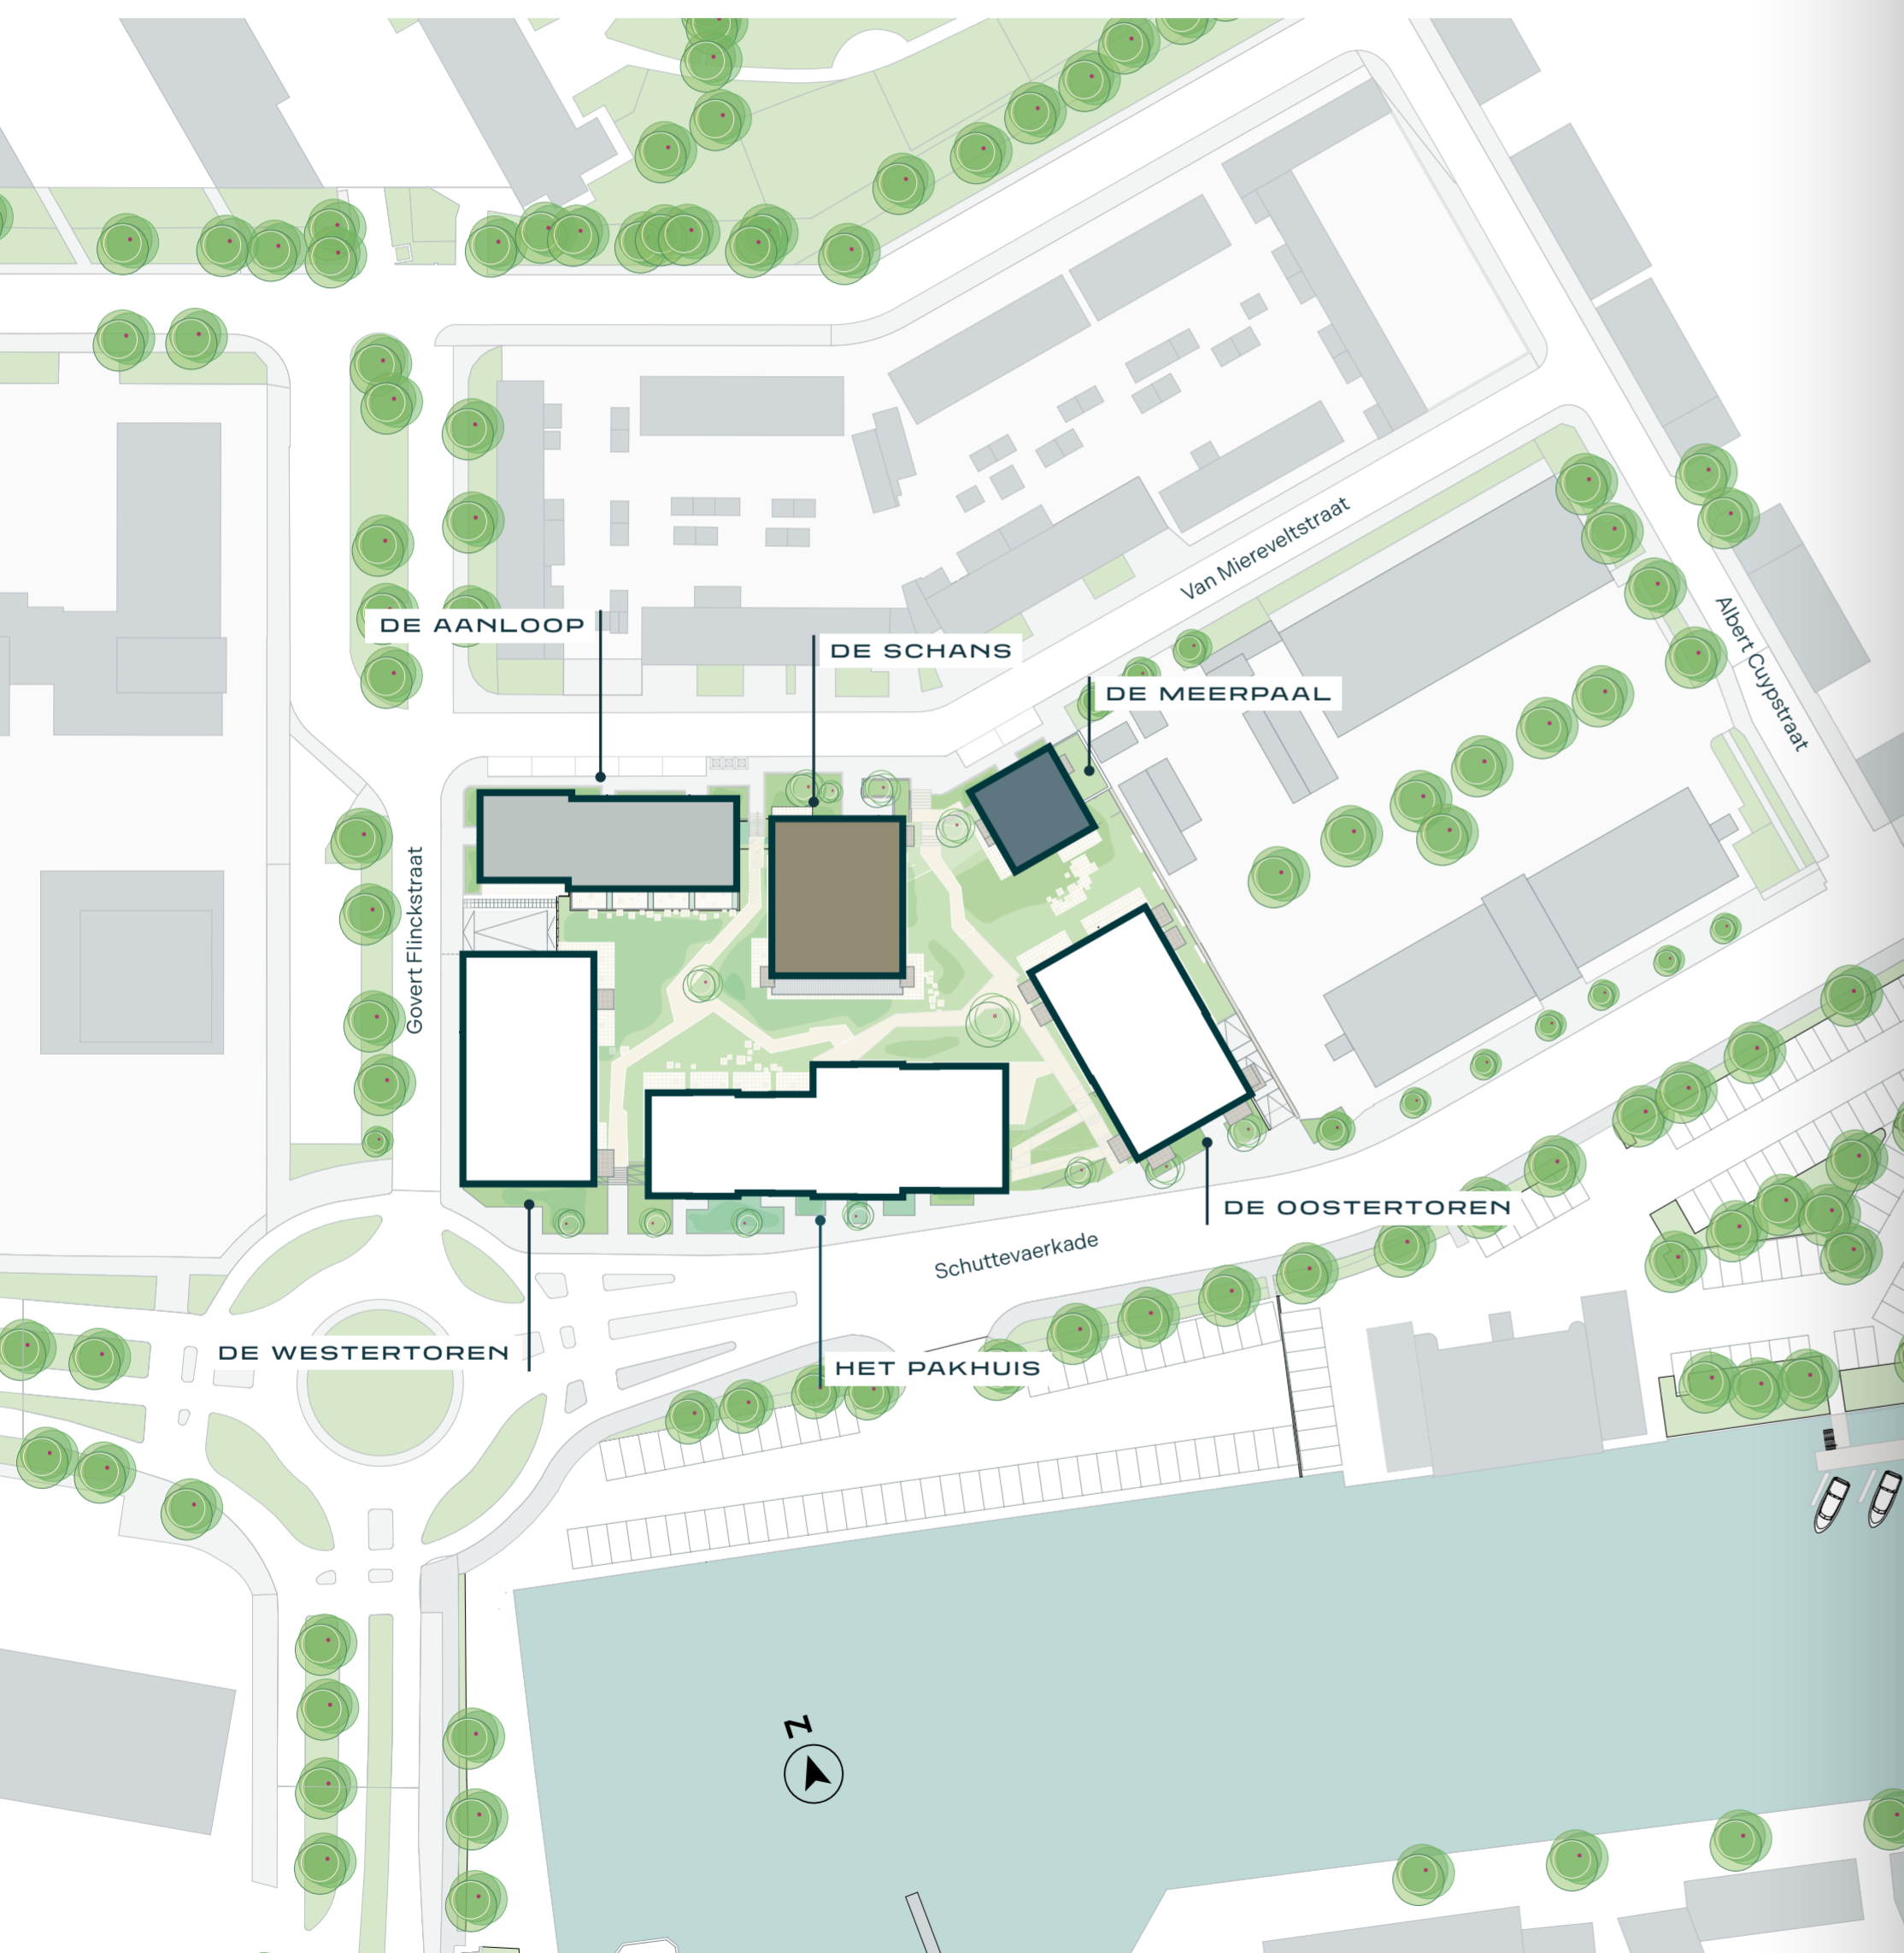 Van Miereveltstraat
Albert Cuypstraat
DE AANLOOP
DE SCHANS
DE MEERPAAL
Govert Flinckstraat
DE OOSTERTOREN
Schuttevaerkade
DE WESTERTOREN
HET PAKHUIS
N